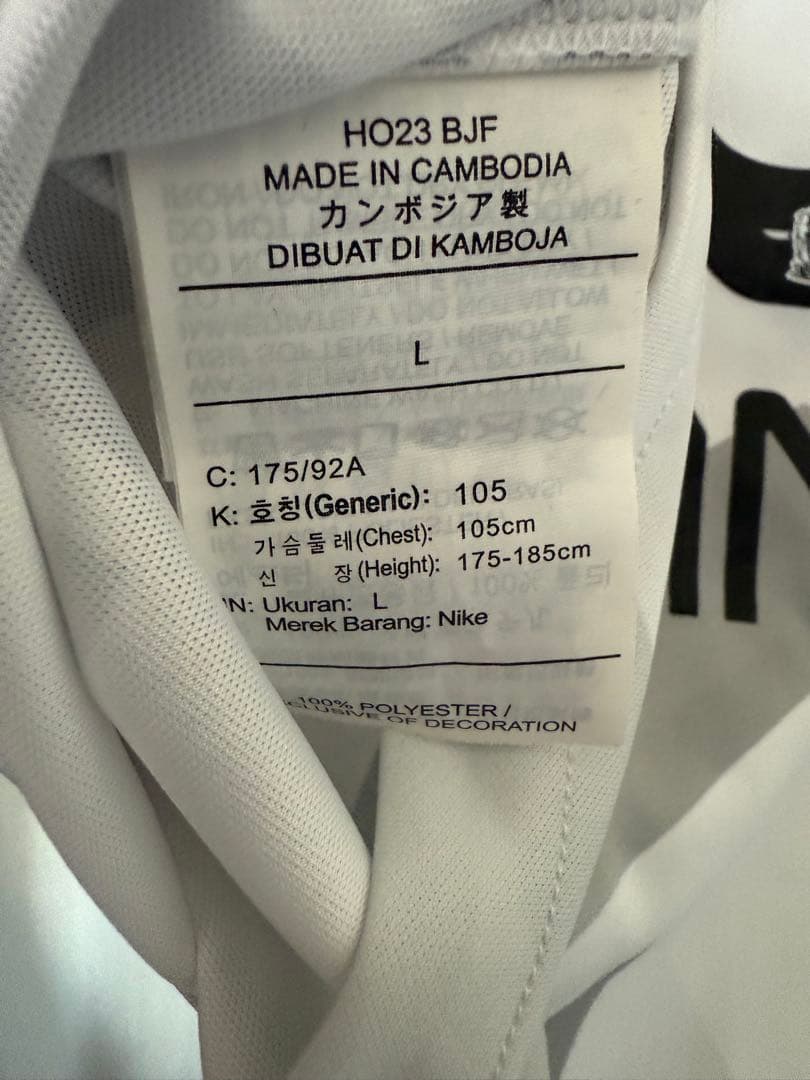 HO23 BJF
MADE IN CAMBODIA
カンボジア製
DIBUAT DI KAMBOJA
L
C: 175/92A
K: 호칭(Generic): 105
가슴둘레(Chest): 105cm
신 장(Height): 175-185cm
'N: Ukuran: L
Merek Barang: Nike
100% POLYESTER /
CLUSIVE OF DECORATION